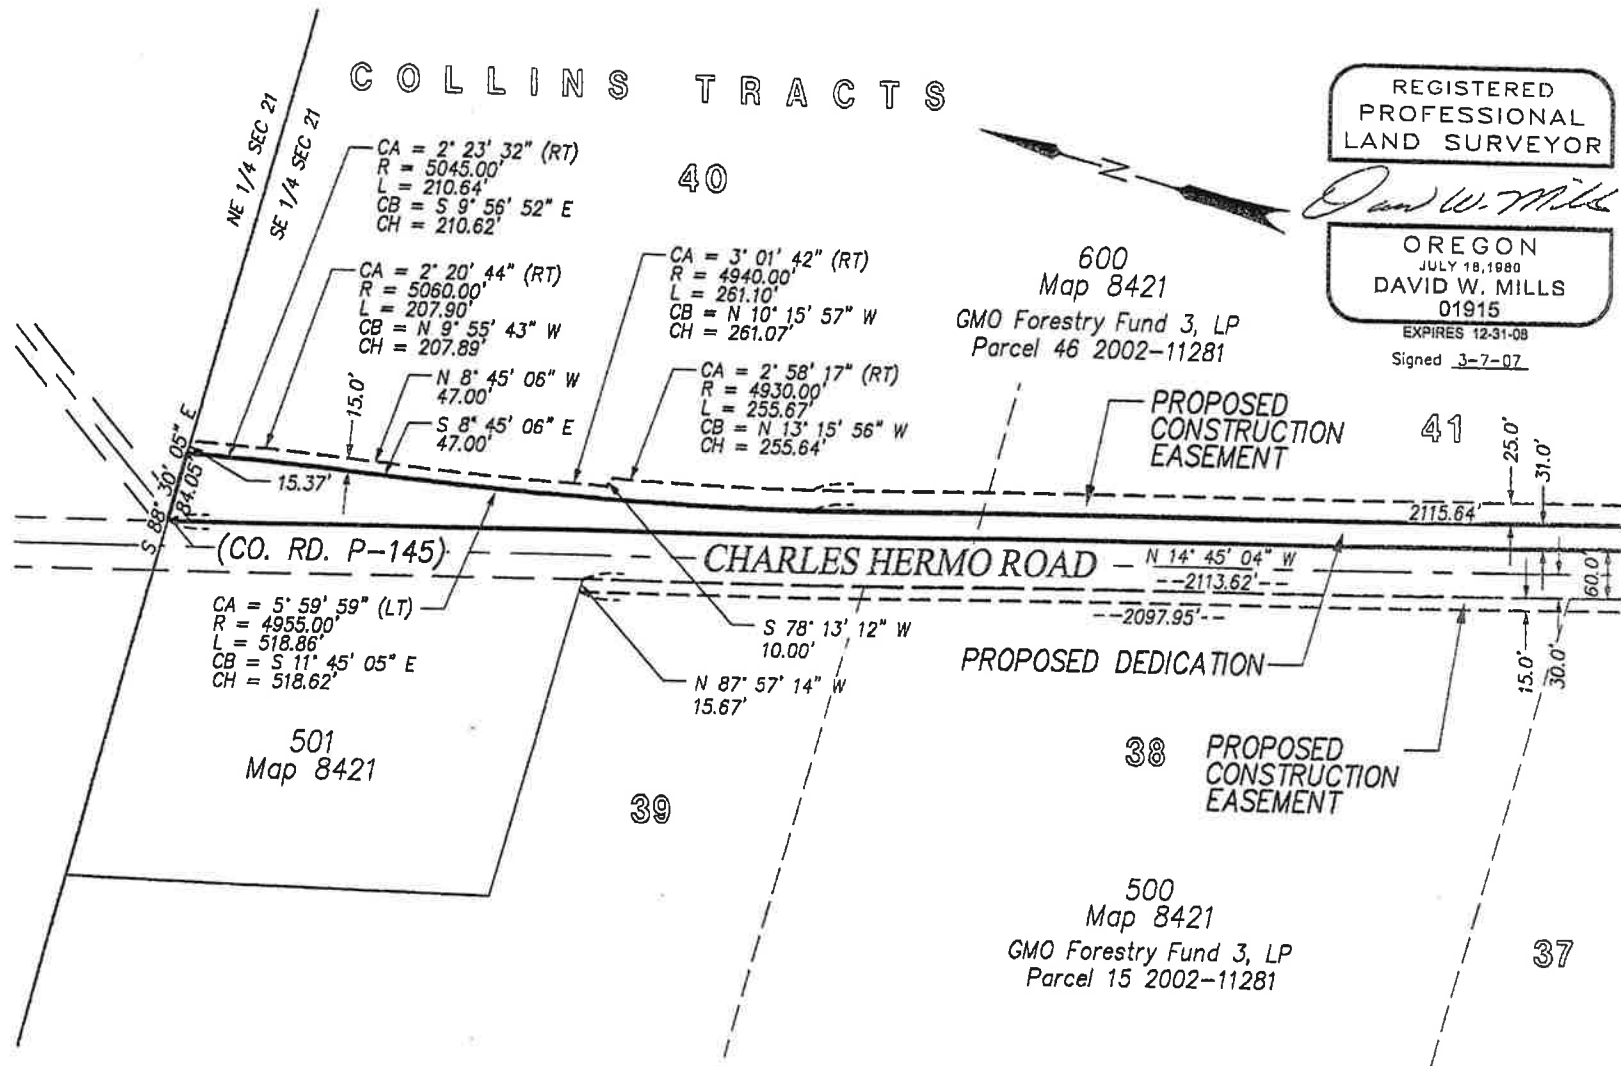 COLLINS TRACTS
NE 1/4 SEC 21
SE 1/4 SEC 21
CA = 2° 23' 32" (RT)
R = 5045.00'
L = 210.64'
CB = S 9° 56' 52" E
CH = 210.62'
40
N
REGISTERED
PROFESSIONAL
LAND SURVEYOR
David W. Mills
OREGON
JULY 18, 1980
DAVID W. MILLS
01915
EXPIRES 12-31-08
Signed 3-7-07
CA = 2° 20' 44" (RT)
R = 5060.00'
L = 207.90'
CB = N 9° 55' 43" W
CH = 207.89'
CA = 3° 01' 42" (RT)
R = 4940.00'
L = 261.10'
CB = N 10° 15' 57" W
CH = 261.07'
600
Map 8421
GMO Forestry Fund 3, LP
Parcel 46 2002-11281
15.0'
N 8° 45' 06" W
47.00'
S 8° 45' 06" E
47.00'
CA = 2° 58' 17" (RT)
R = 4930.00'
L = 255.67'
CB = N 13° 15' 56" W
CH = 255.64'
PROPOSED
CONSTRUCTION
EASEMENT
41
25.0'
31.0'
S 88° 30' 05" E
84.05'
15.37'
2115.64'
(CO. RD. P-145)
CHARLES HERMO ROAD
N 14° 45' 04" W
--2113.62'--
60.0'
--2097.95'--
CA = 5° 59' 59" (LT)
R = 4955.00'
L = 518.86'
CB = S 11° 45' 05" E
CH = 518.62'
S 78° 13' 12" W
10.00'
N 87° 57' 14" W
15.67'
PROPOSED DEDICATION
15.0'
30.0'
501
Map 8421
39
38
PROPOSED
CONSTRUCTION
EASEMENT
500
Map 8421
GMO Forestry Fund 3, LP
Parcel 15 2002-11281
37